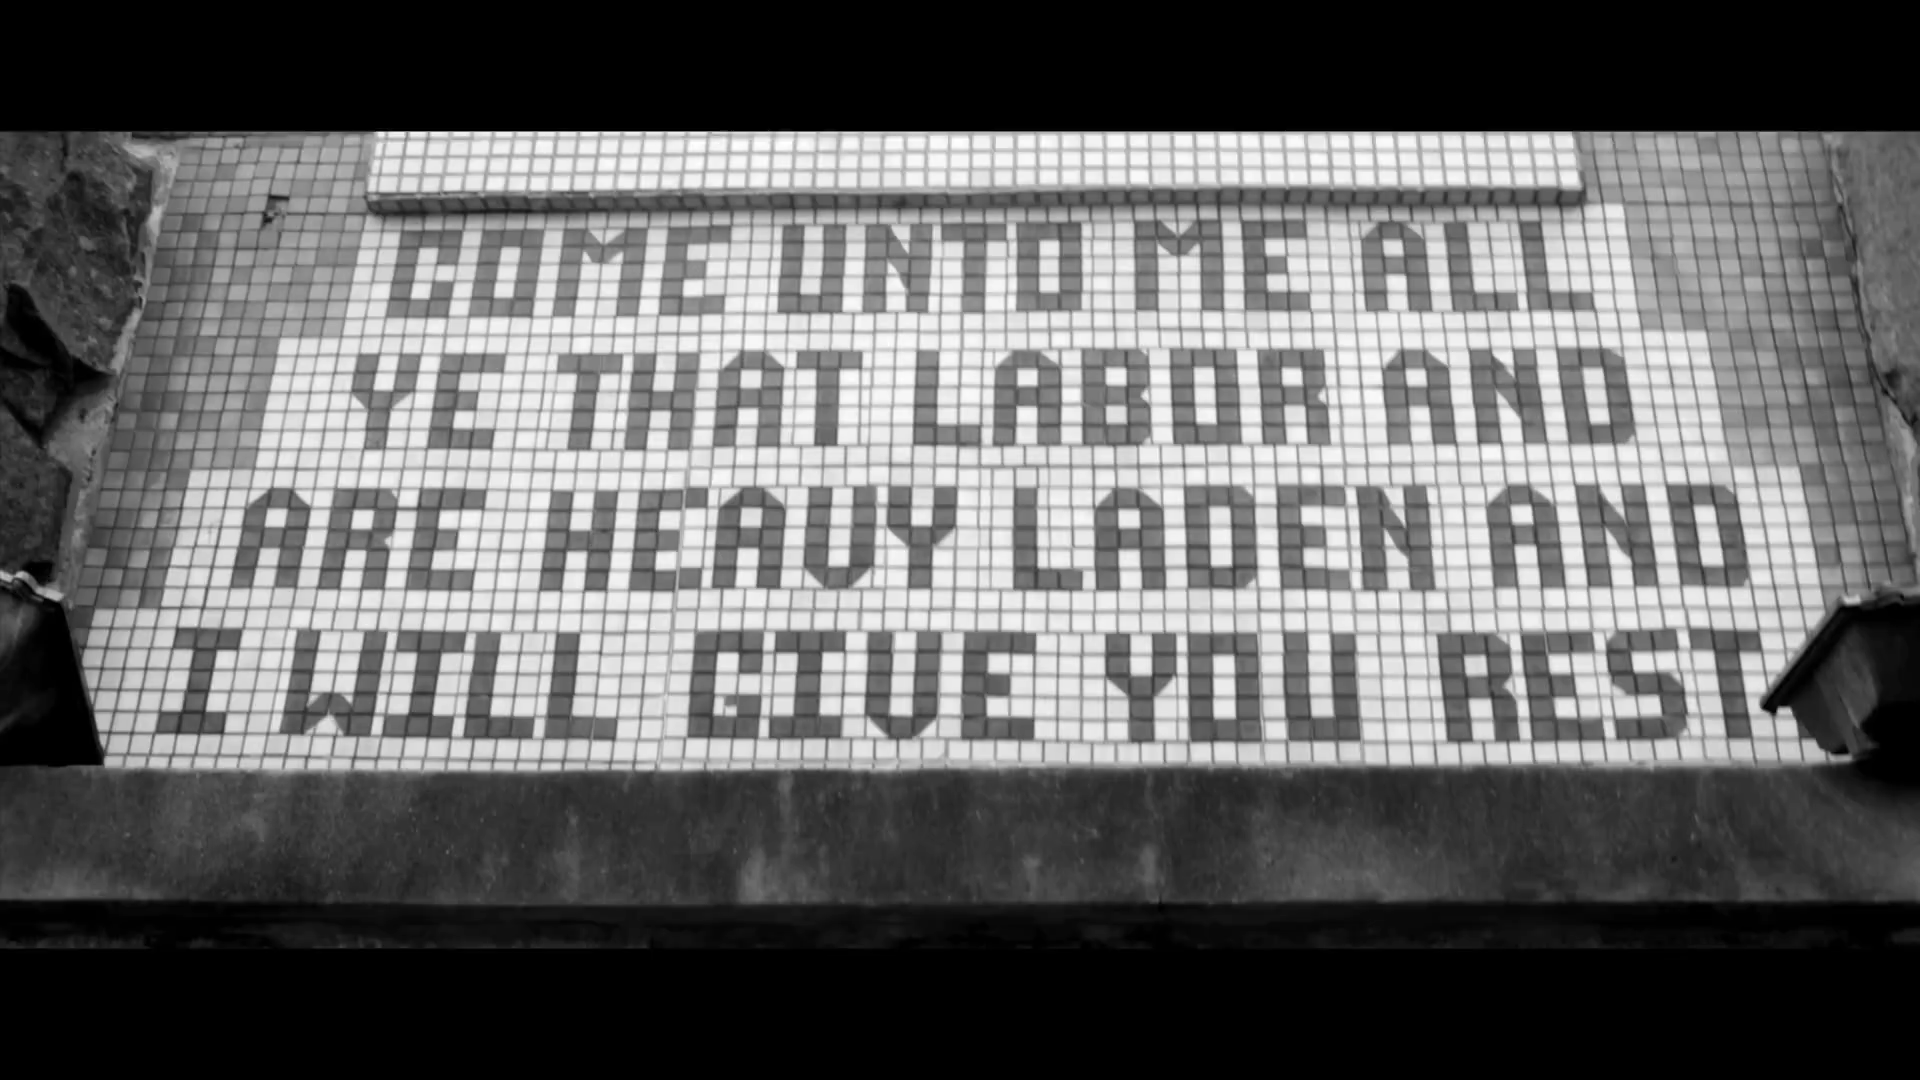 COME UNTO ME ALL
YE THAT LABOR AND
ARE HEAVY LADEN AND
I WILL GIVE YOU REST